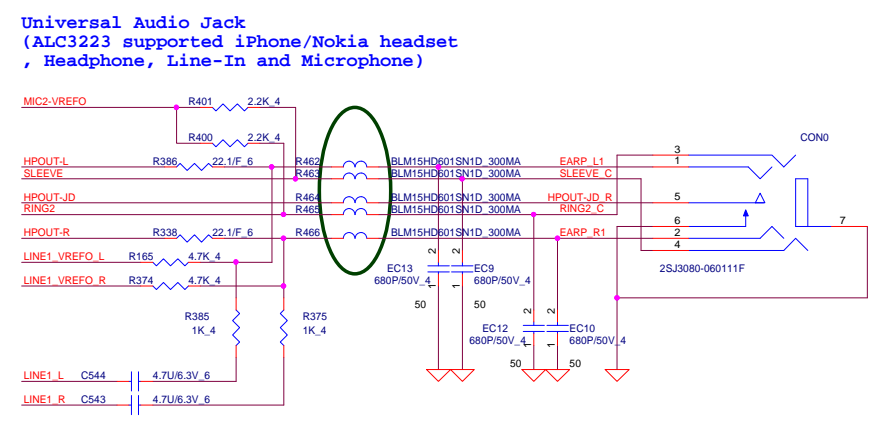 Universal Audio Jack
(ALC3223 supported iPhone/Nokia headset
, Headphone, Line-In and Microphone)
MIC2-VREFO R401 2.2K_4
R400 2.2K_4
CON0
HPOUT-L R386 22.1/F_6 R462 BLM15HD601SN1D_300MA EARP_L1 3
1
SLEEVE R463 BLM15HD601SN1D_300MA SLEEVE_C
HPOUT-JD R464 BLM15HD601SN1D_300MA HPOUT-JD_R 5
RING2 R465 BLM15HD601SN1D_300MA RING2_C
6 7
HPOUT-R R338 22.1/F_6 R466 BLM15HD601SN1D_300MA EARP_R1 2
4
LINE1_VREFO_L R165 4.7K_4
2SJ3080-060111F
LINE1_VREFO_R R374 4.7K_4
2 2
EC13 EC9
680P/50V_4 680P/50V_4
1 1
50 50
R385 R375
1K_4 1K_4
2 2
EC12 EC10
680P/50V_4 680P/50V_4
1 1
50 50
LINE1_L C544 4.7U/6.3V_6
LINE1_R C543 4.7U/6.3V_6